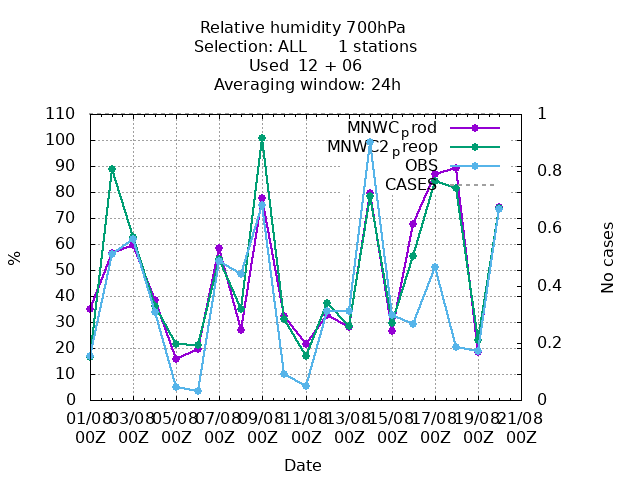 Relative humidity 700hPa
Selection: ALL 1 stations
Used 12 + 06
Averaging window: 24h
110 100 90 80 70 60 50 40 30 20 10 0
%
MNWC_prod
MNWC2_preop
OBS
CASES
1 0.8 0.6 0.4 0.2 0
No cases
01/08 03/08 05/08 07/08 09/08 11/08 13/08 15/08 17/08 19/08 21/08
00Z 00Z 00Z 00Z 00Z 00Z 00Z 00Z 00Z 00Z 00Z
Date